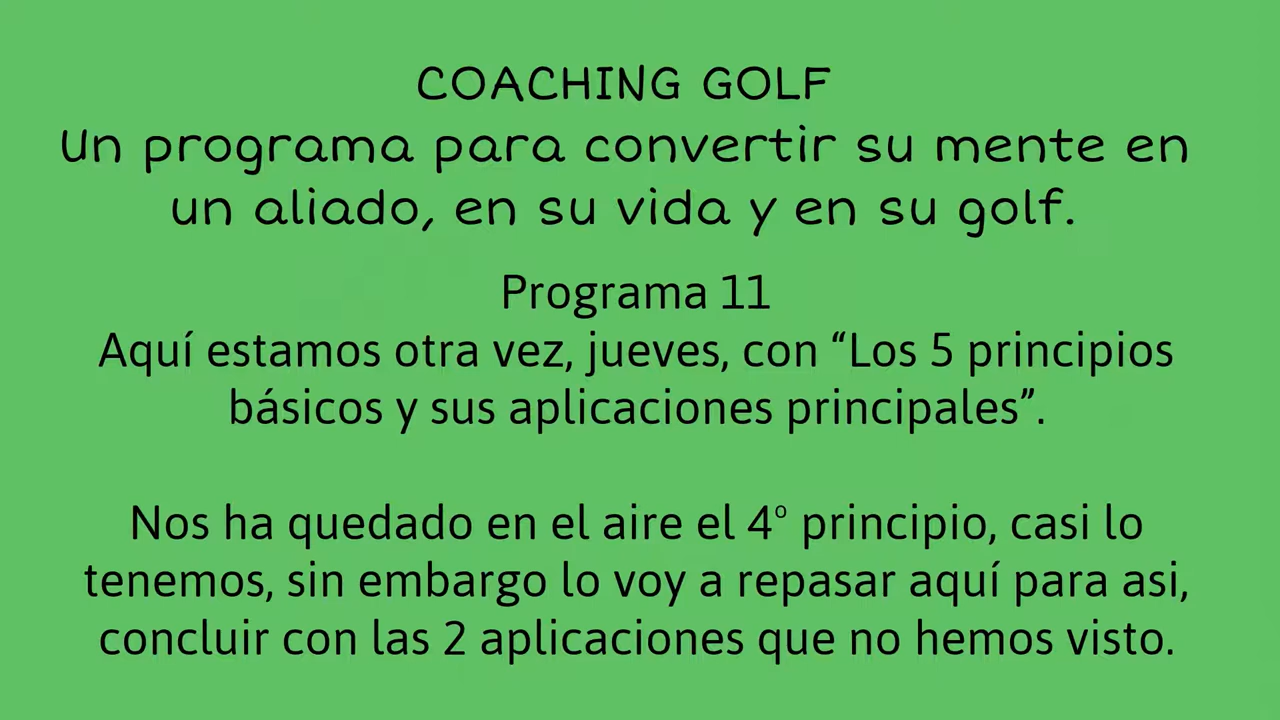 COACHING GOLF
Un programa para convertir su mente en
un aliado, en su vida y en su golf.
Programa 11
Aquí estamos otra vez, jueves, con “Los 5 principios
básicos y sus aplicaciones principales”.
Nos ha quedado en el aire el 4º principio, casi lo
tenemos, sin embargo lo voy a repasar aquí para asi,
concluir con las 2 aplicaciones que no hemos visto.